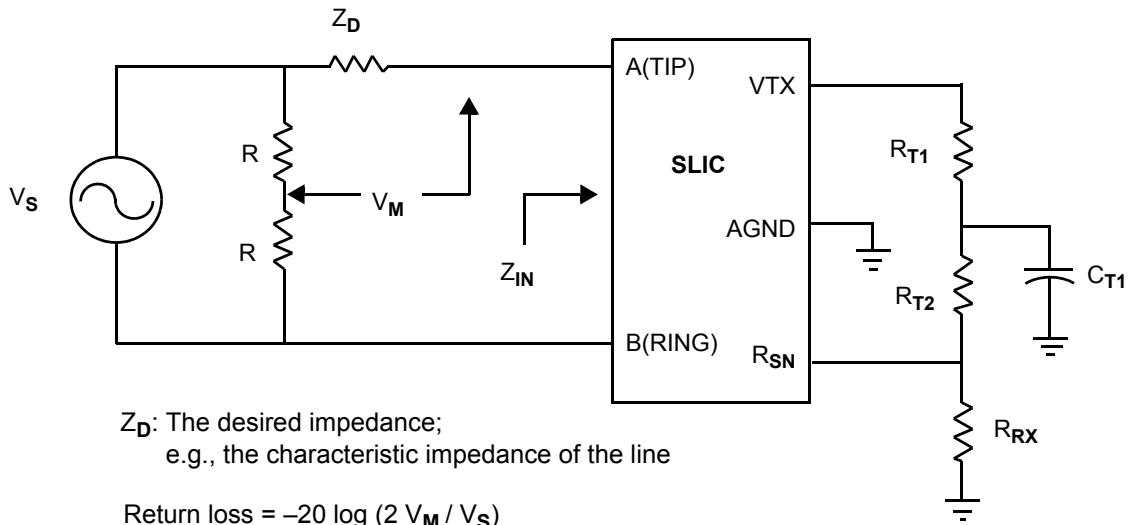 Z_D
A(TIP)
VTX
R_T1
R
SLIC
V_S
V_M
AGND
R
Z_IN
R_T2
C_T1
B(RING)
R_SN
Z_D: The desired impedance;
e.g., the characteristic impedance of the line
R_RX
Return loss = –20 log (2 V_M / V_S)